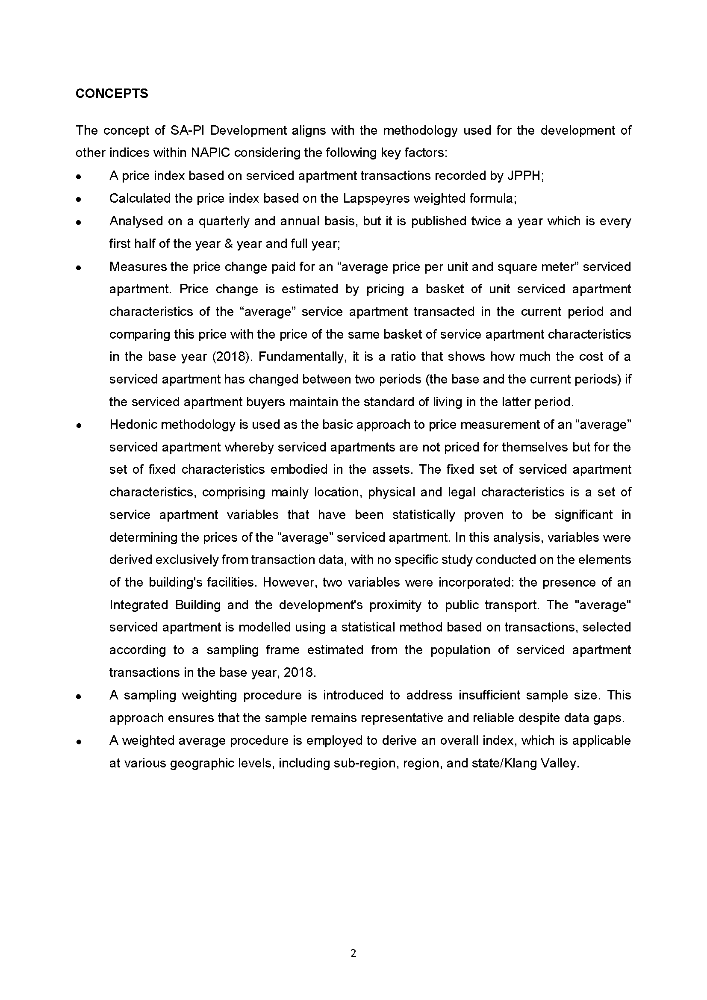 CONCEPTS
The concept of SA-PI Development aligns with the methodology used for the development of
other indices within NAPIC considering the following key factors:
• A price index based on serviced apartment transactions recorded by JPPH;
• Calculated the price index based on the Lapspeyres weighted formula;
• Analysed on a quarterly and annual basis, but it is published twice a year which is every
first half of the year & year and full year;
• Measures the price change paid for an “average price per unit and square meter” serviced
apartment. Price change is estimated by pricing a basket of unit serviced apartment
characteristics of the “average” service apartment transacted in the current period and
comparing this price with the price of the same basket of service apartment characteristics
in the base year (2018). Fundamentally, it is a ratio that shows how much the cost of a
serviced apartment has changed between two periods (the base and the current periods) if
the serviced apartment buyers maintain the standard of living in the latter period.
• Hedonic methodology is used as the basic approach to price measurement of an “average”
serviced apartment whereby serviced apartments are not priced for themselves but for the
set of fixed characteristics embodied in the assets. The fixed set of serviced apartment
characteristics, comprising mainly location, physical and legal characteristics is a set of
service apartment variables that have been statistically proven to be significant in
determining the prices of the “average” serviced apartment. In this analysis, variables were
derived exclusively from transaction data, with no specific study conducted on the elements
of the building's facilities. However, two variables were incorporated: the presence of an
Integrated Building and the development's proximity to public transport. The "average"
serviced apartment is modelled using a statistical method based on transactions, selected
according to a sampling frame estimated from the population of serviced apartment
transactions in the base year, 2018.
• A sampling weighting procedure is introduced to address insufficient sample size. This
approach ensures that the sample remains representative and reliable despite data gaps.
• A weighted average procedure is employed to derive an overall index, which is applicable
at various geographic levels, including sub-region, region, and state/Klang Valley.
2